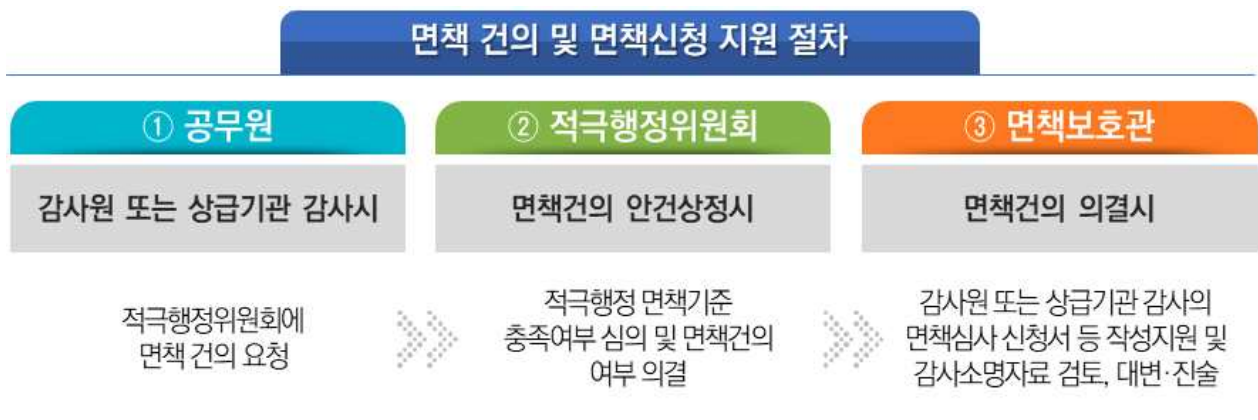 면책 건의 및 면책신청 지원 절차
① 공무원
감사원 또는 상급기관 감사시
적극행정위원회에
면책 건의 요청
② 적극행정위원회
면책건의 안건상정시
적극행정 면책기준
충족여부 심의 및 면책건의
여부 의결
③ 면책보호관
면책건의 의결시
감사원 또는 상급기관 감사의
면책심사 신청서 등 작성지원 및
감사소명자료 검토, 대변·진술